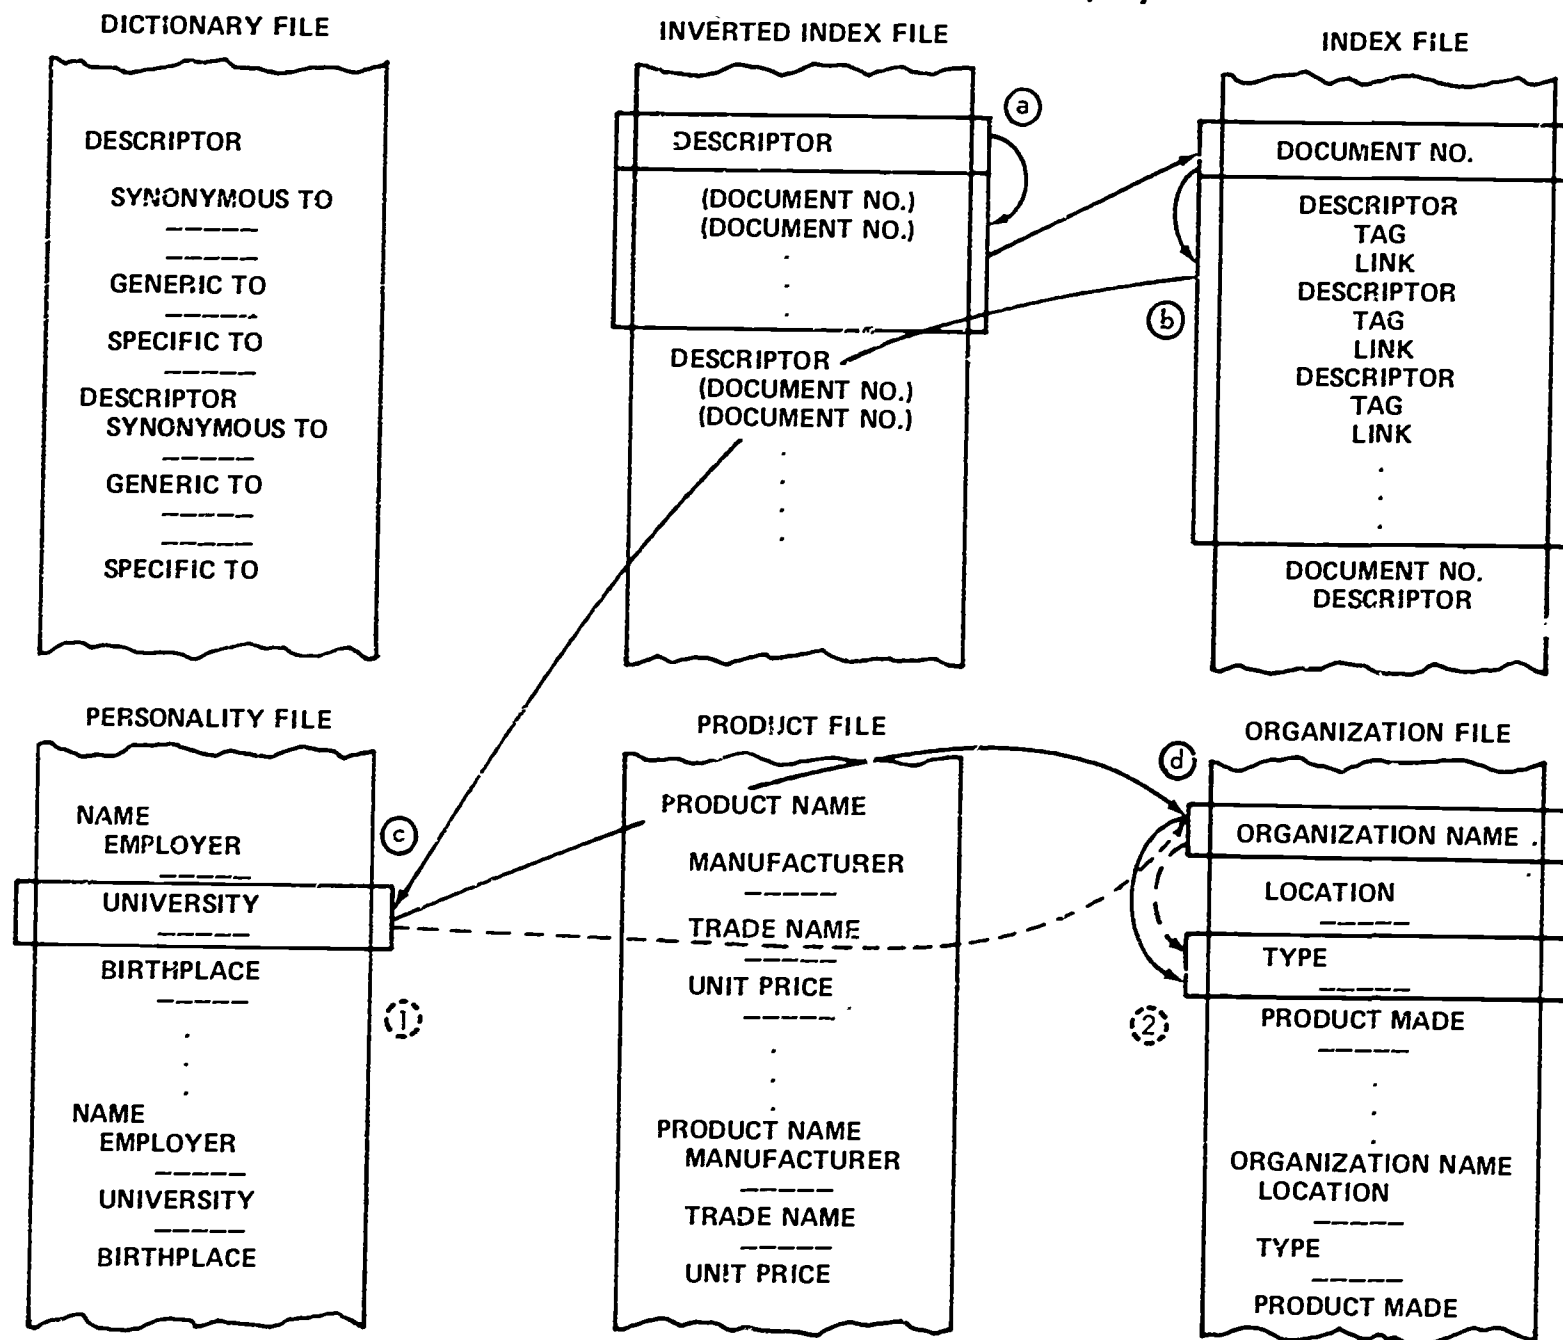 DICTIONARY FILE
DESCRIPTOR
SYNONYMOUS TO
GENERIC TO
SPECIFIC TO
DESCRIPTOR
SYNONYMOUS TO
GENERIC TO
SPECIFIC TO
INVERTED INDEX FILE
a
DESCRIPTOR
(DOCUMENT NO.)
(DOCUMENT NO.)
DESCRIPTOR
(DOCUMENT NO.)
(DOCUMENT NO.)
INDEX FILE
DOCUMENT NO.
DESCRIPTOR
TAG
LINK
DESCRIPTOR
TAG
LINK
DESCRIPTOR
TAG
LINK
b
DOCUMENT NO.
DESCRIPTOR
PERSONALITY FILE
NAME
EMPLOYER
c
UNIVERSITY
BIRTHPLACE
1
NAME
EMPLOYER
UNIVERSITY
BIRTHPLACE
PRODUCT FILE
PRODUCT NAME
MANUFACTURER
TRADE NAME
UNIT PRICE
PRODUCT NAME
MANUFACTURER
TRADE NAME
UNIT PRICE
ORGANIZATION FILE
d
ORGANIZATION NAME
LOCATION
TYPE
2
PRODUCT MADE
ORGANIZATION NAME
LOCATION
TYPE
PRODUCT MADE